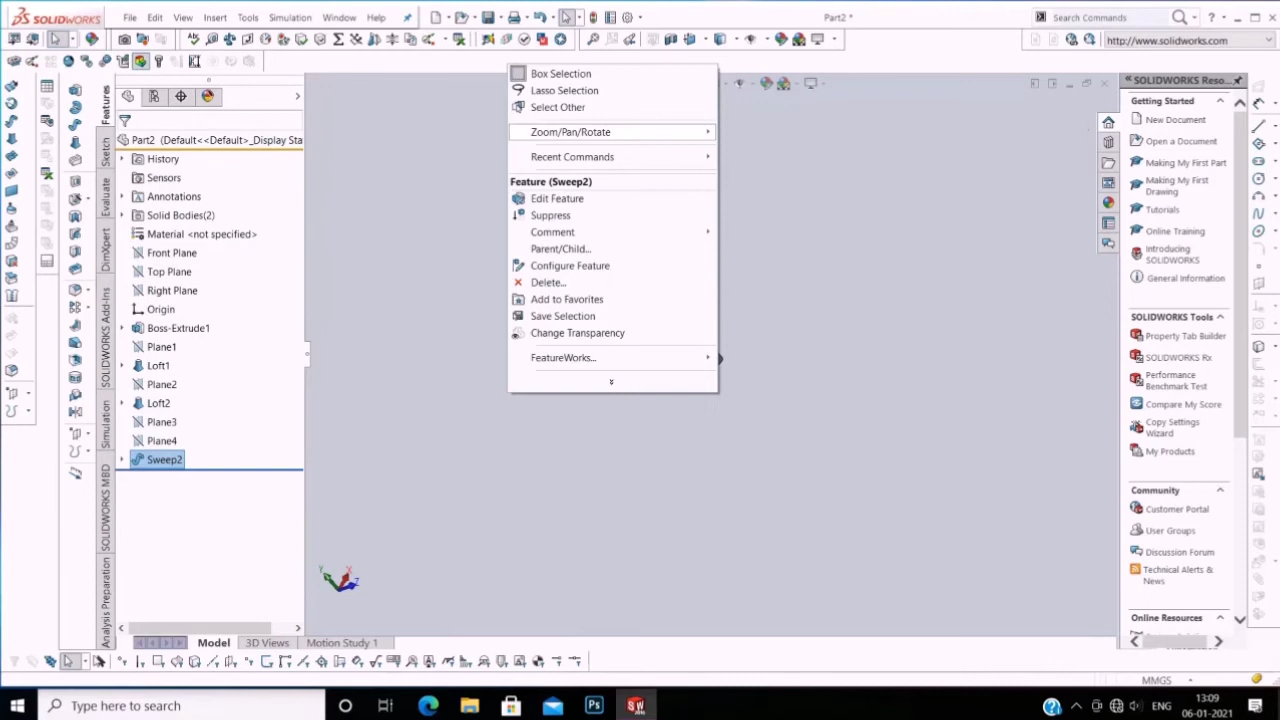 SOLIDWORKS
File Edit View Insert Tools Simulation Window Help
Part2 *
Search Commands
http://www.solidworks.com
Features
Sketch
Evaluate
DimXpert
SOLIDWORKS Add-Ins
Simulation
SOLIDWORKS MBD
Analysis Preparation
Part2 (Default<<Default>_Display Sta
History
Sensors
Annotations
Solid Bodies(2)
Material <not specified>
Front Plane
Top Plane
Right Plane
Origin
Boss-Extrude1
Plane1
Loft1
Plane2
Loft2
Plane3
Plane4
Sweep2
Box Selection
Lasso Selection
Select Other
Zoom/Pan/Rotate
Recent Commands
Feature (Sweep2)
Edit Feature
Suppress
Comment
Parent/Child...
Configure Feature
Delete...
Add to Favorites
Save Selection
Change Transparency
FeatureWorks...
Y X Z
SOLIDWORKS Reso...
Getting Started
New Document
Open a Document
Making My First Part
Making My First
Drawing
Tutorials
Online Training
Introducing
SOLIDWORKS
General Information
SOLIDWORKS Tools
Property Tab Builder
SOLIDWORKS Rx
Performance
Benchmark Test
Compare My Score
Copy Settings
Wizard
My Products
Community
Customer Portal
User Groups
Discussion Forum
Technical Alerts &
News
Online Resources
Model 3D Views Motion Study 1
MMGS
Type here to search
Ps
SW
ENG
13:09
06-01-2021